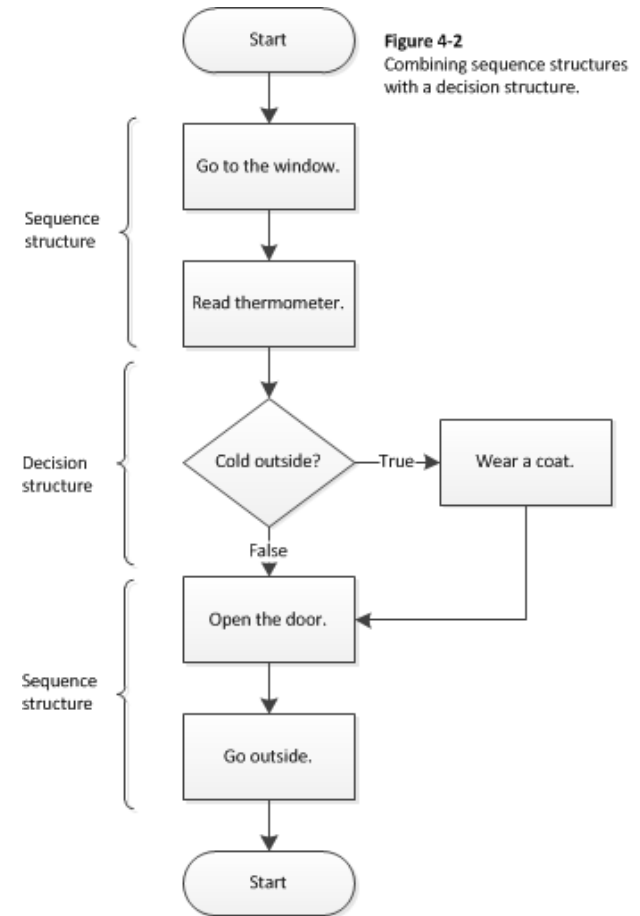 Start
Figure 4-2
Combining sequence structures
with a decision structure.
Go to the window.
Sequence
structure
Read thermometer.
Decision
structure
Cold outside?
True
Wear a coat.
False
Open the door.
Sequence
structure
Go outside.
Start